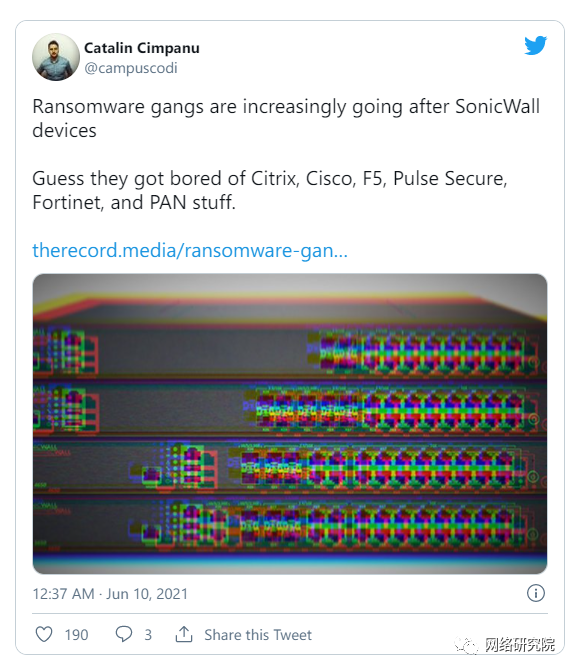 Catalin Cimpanu
@campuscodi
Ransomware gangs are increasingly going after SonicWall
devices
Guess they got bored of Citrix, Cisco, F5, Pulse Secure,
Fortinet, and PAN stuff.
therecord.media/ransomware-gan...
12:37 AM · Jun 10, 2021
190
3
Share this Tweet
网络研究院